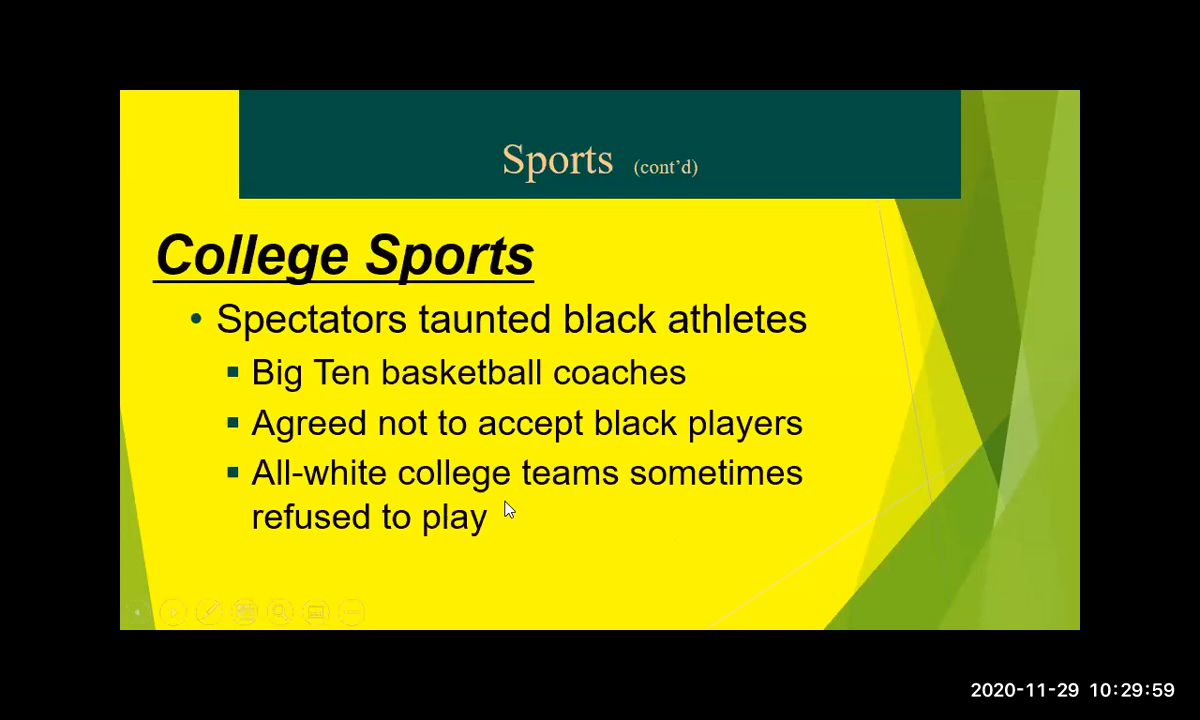 Sports (cont’d)
College Sports
• Spectators taunted black athletes
▪ Big Ten basketball coaches
▪ Agreed not to accept black players
▪ All-white college teams sometimes
refused to play
2020-11-29 10:29:59